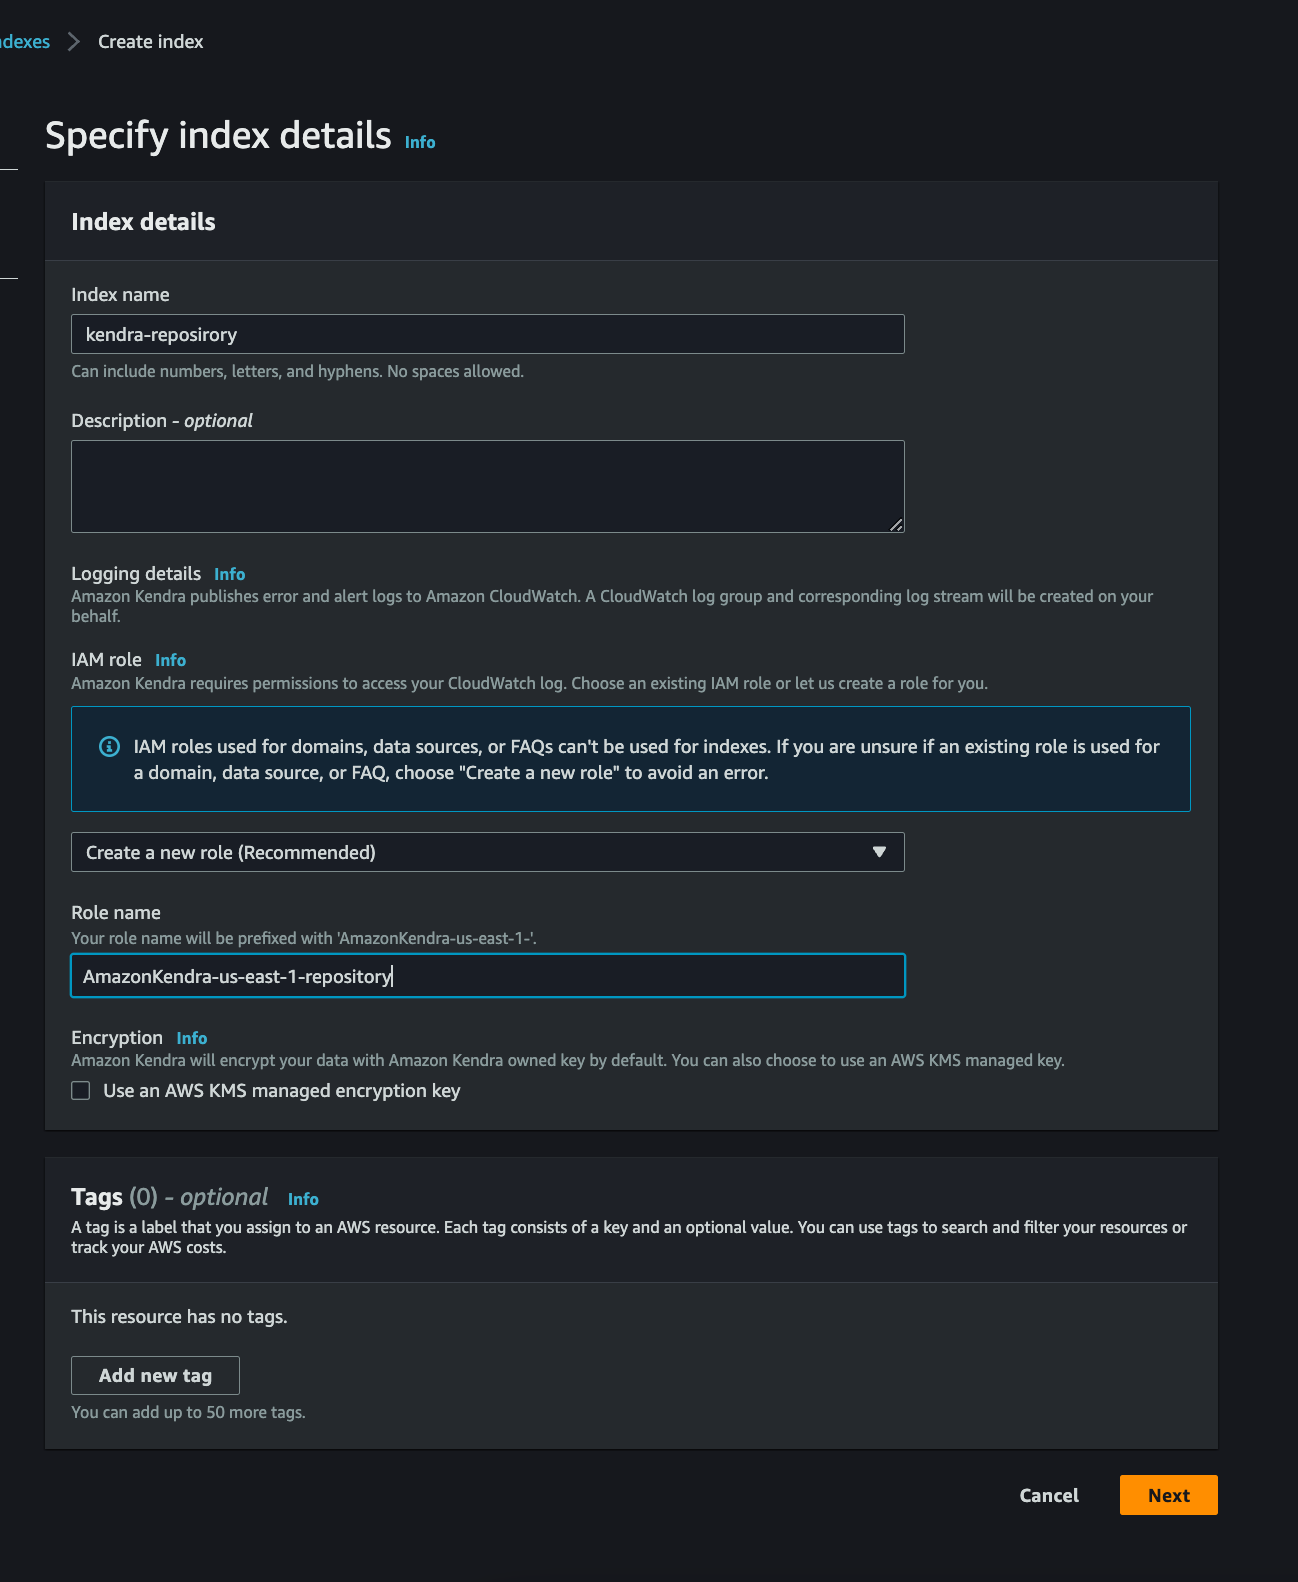 ndexes > Create index
Specify index details Info
Index details
Index name
kendra-reposirory
Can include numbers, letters, and hyphens. No spaces allowed.
Description - optional
Logging details Info
Amazon Kendra publishes error and alert logs to Amazon CloudWatch. A CloudWatch log group and corresponding log stream will be created on your
behalf.
IAM role Info
Amazon Kendra requires permissions to access your CloudWatch log. Choose an existing IAM role or let us create a role for you.
IAM roles used for domains, data sources, or FAQs can't be used for indexes. If you are unsure if an existing role is used for
a domain, data source, or FAQ, choose "Create a new role" to avoid an error.
Create a new role (Recommended)
Role name
Your role name will be prefixed with 'AmazonKendra-us-east-1-'.
AmazonKendra-us-east-1-repository
Encryption Info
Amazon Kendra will encrypt your data with Amazon Kendra owned key by default. You can also choose to use an AWS KMS managed key.
Use an AWS KMS managed encryption key
Tags (0) - optional Info
A tag is a label that you assign to an AWS resource. Each tag consists of a key and an optional value. You can use tags to search and filter your resources or
track your AWS costs.
This resource has no tags.
Add new tag
You can add up to 50 more tags.
Cancel Next